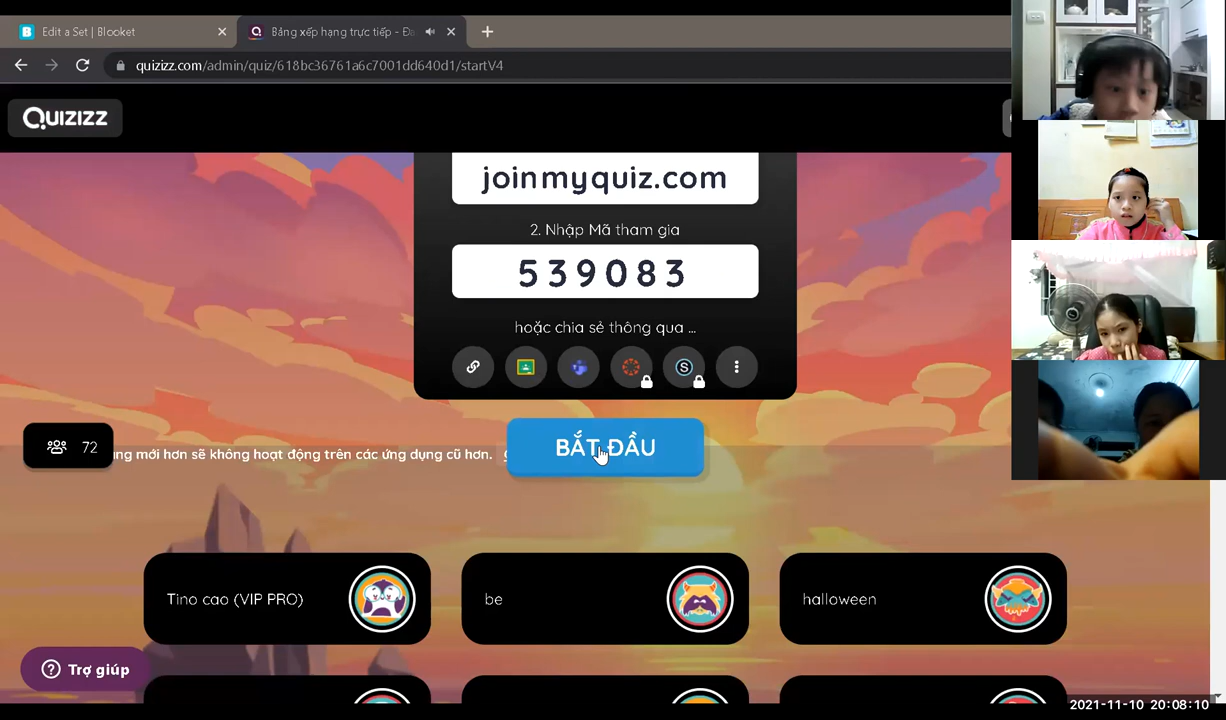 Edit a Set | Blooket
Bảng xếp hạng trực tiếp - Đa
quizizz.com/admin/quiz/618bc36761a6c7001dd640d1/startV4
QUIZIZZ
joinmyquiz.com
2. Nhập Mã tham gia
539083
hoặc chia sẻ thông qua ...
72
ng mới hơn sẽ không hoạt động trên các ứng dụng cũ hơn.
BẮT ĐẦU
Tino cao (VIP PRO)
be
halloween
Trợ giúp
2021-11-10 20:08:10